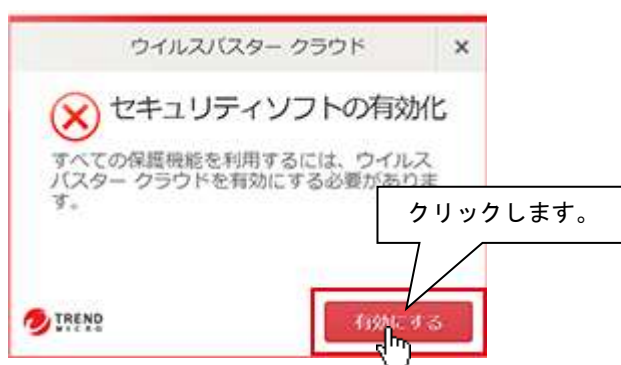 ウイルスバスター クラウド ×
セキュリティソフトの有効化
すべての保護機能を利用するには、ウイルス
バスター クラウドを有効にする必要がありま
す。
クリックします。
TREND
MICRO
有効にする